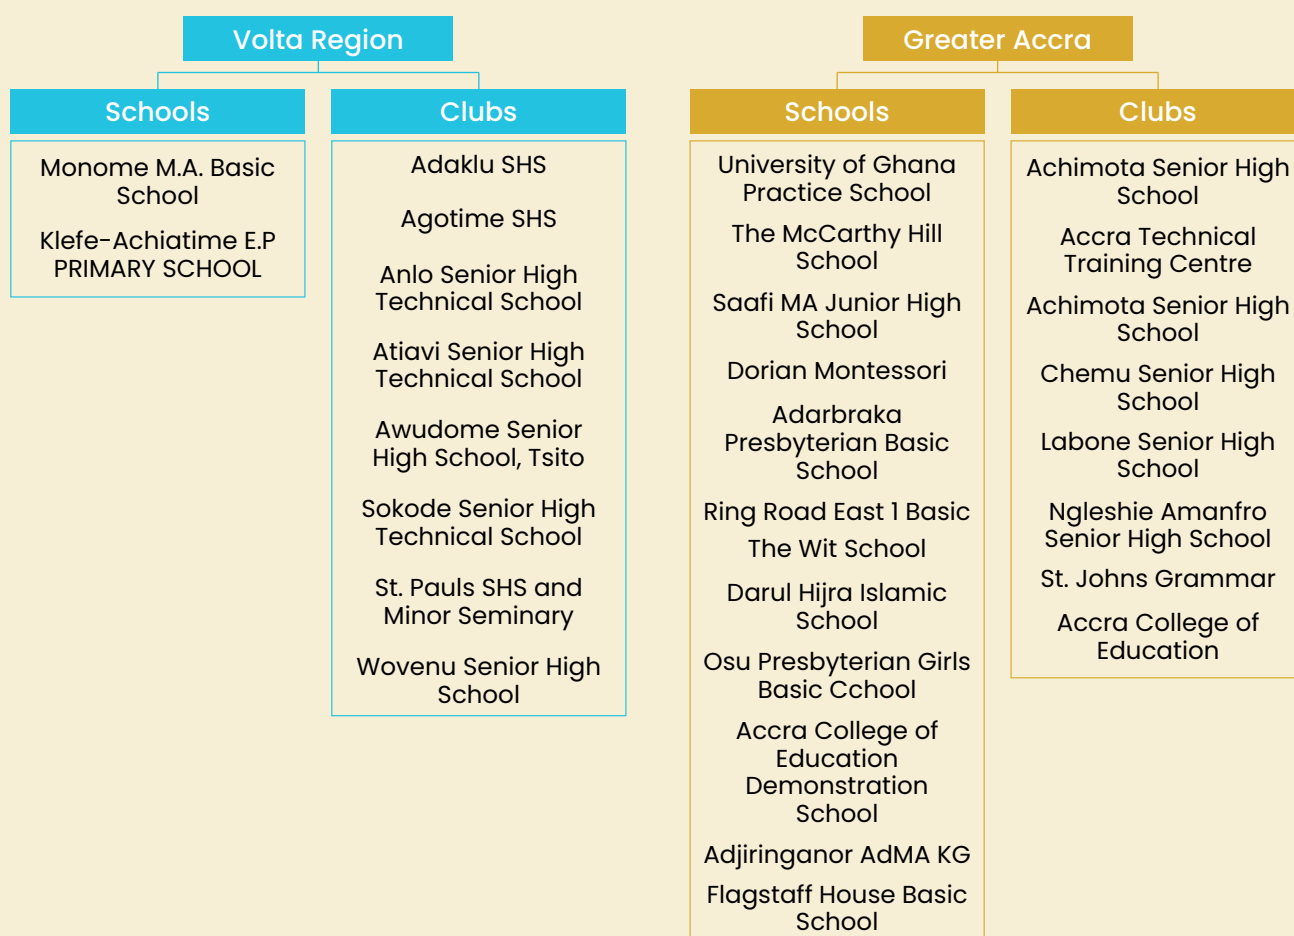 Volta Region
Schools
Monome M.A. Basic
School
Klefe-Achiatime E.P
PRIMARY SCHOOL
Clubs
Adaklu SHS
Agotime SHS
Anlo Senior High
Technical School
Atiavi Senior High
Technical School
Awudome Senior
High School, Tsito
Sokode Senior High
Technical School
St. Pauls SHS and
Minor Seminary
Wovenu Senior High
School
Greater Accra
Schools
University of Ghana
Practice School
The McCarthy Hill
School
Saafi MA Junior High
School
Dorian Montessori
Adarbraka
Presbyterian Basic
School
Ring Road East 1 Basic
The Wit School
Darul Hijra Islamic
School
Osu Presbyterian Girls
Basic Cchool
Accra College of
Education
Demonstration
School
Adjiringanor AdMA KG
Flagstaff House Basic
School
Clubs
Achimota Senior High
School
Accra Technical
Training Centre
Achimota Senior High
School
Chemu Senior High
School
Labone Senior High
School
Ngleshie Amanfro
Senior High School
St. Johns Grammar
Accra College of
Education